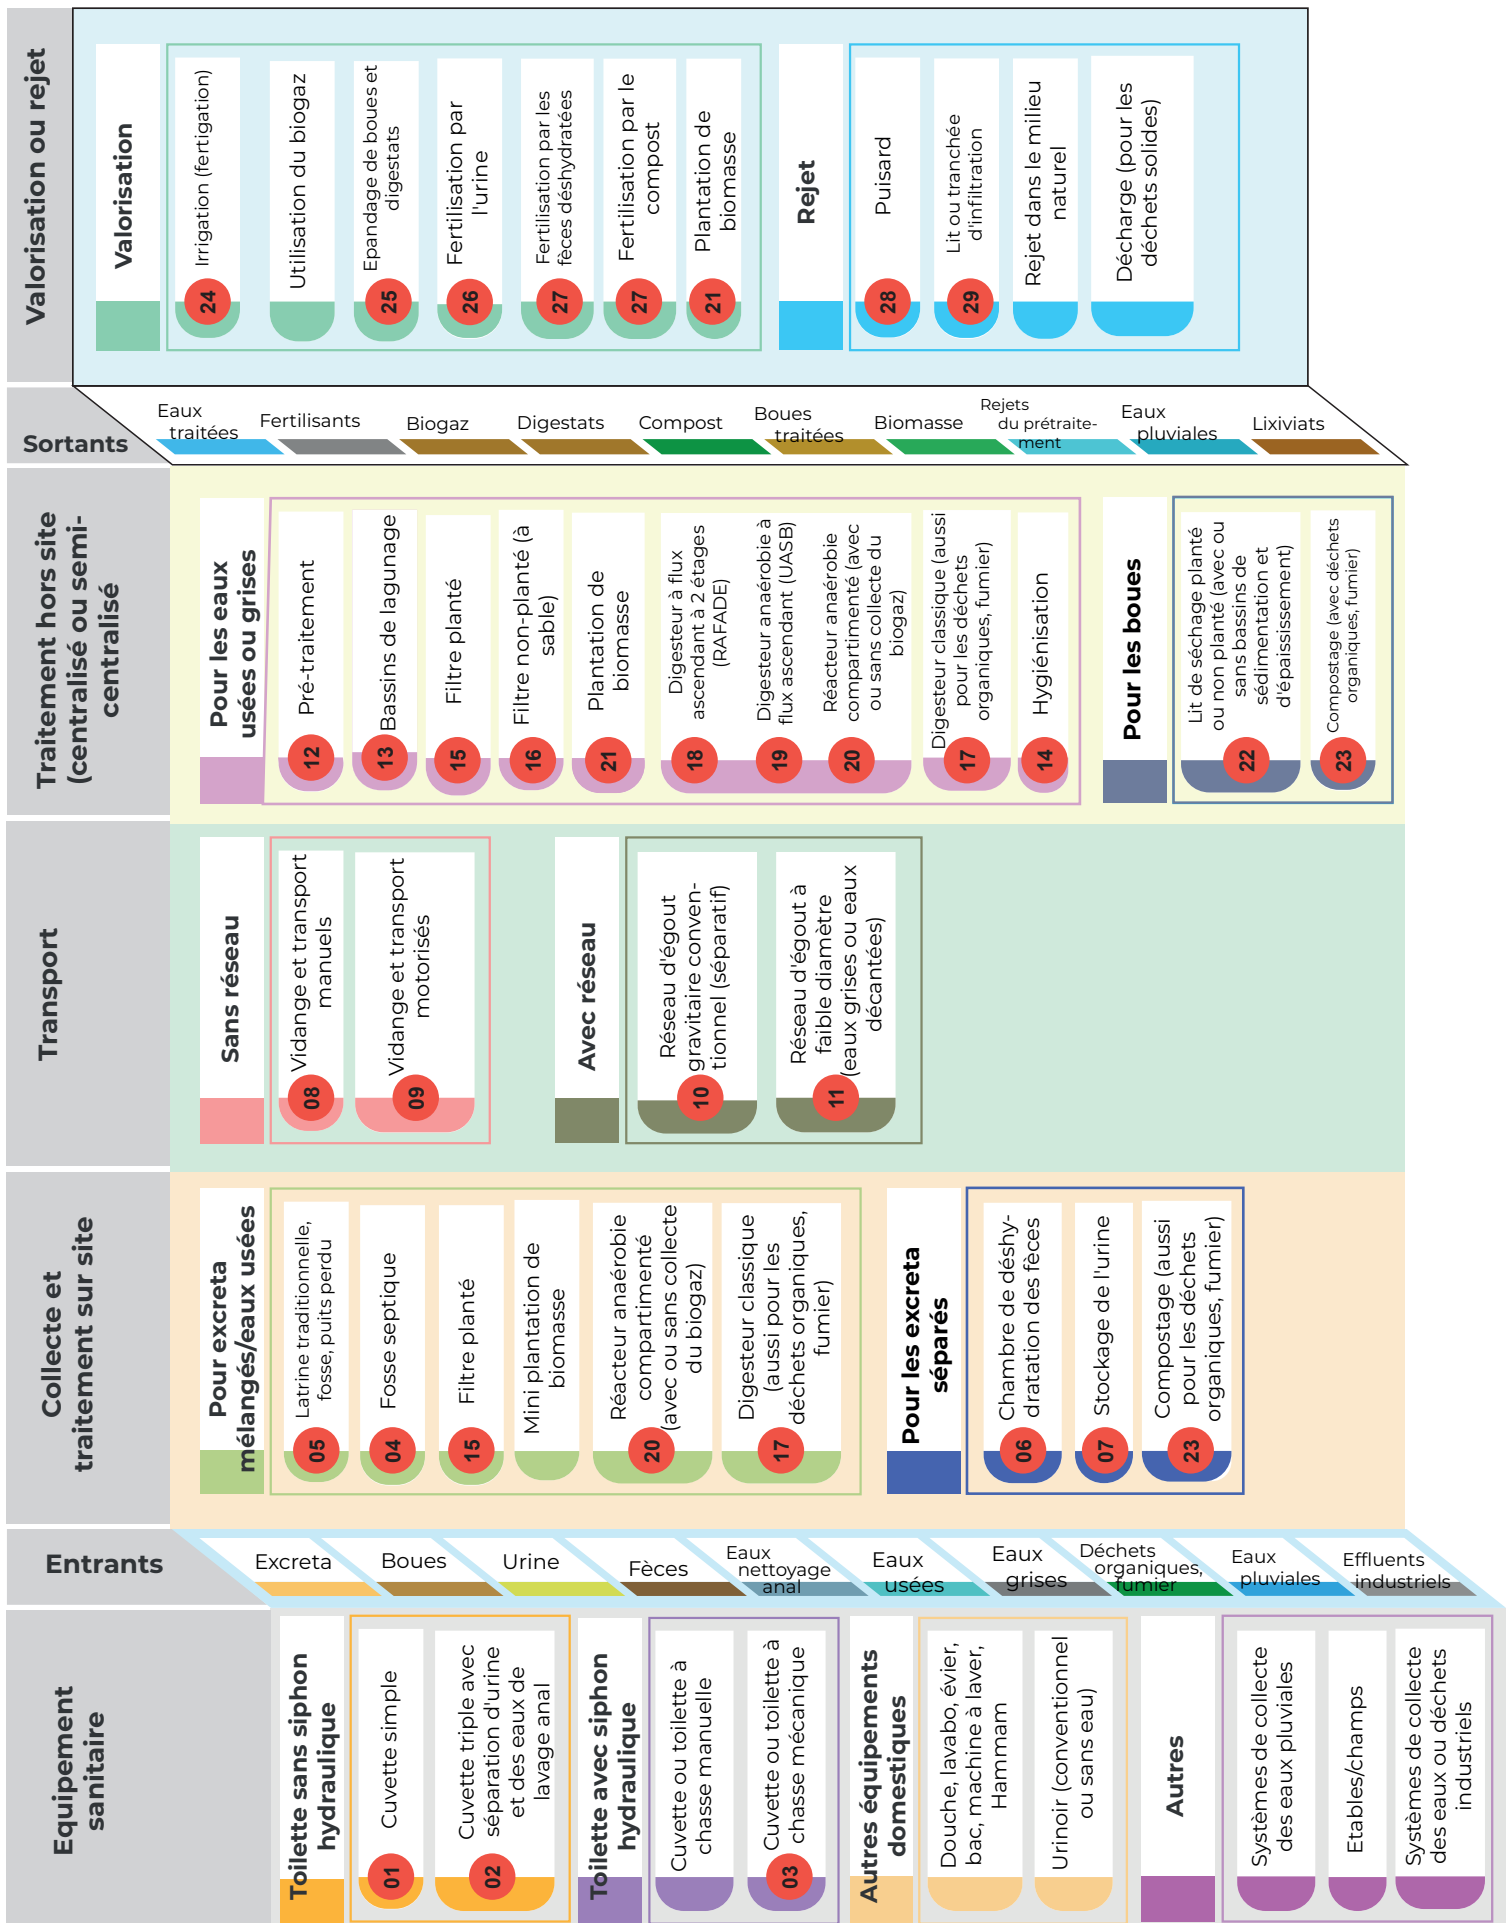 Valorisation ou rejet
Valorisation
24
Irrigation (fertigation)
Utilisation du biogaz
25
Epandage de boues et
digestats
26
Fertilisation par
l'urine
27
Fertilisation par les
fèces déshydratées
27
Fertilisation par le
compost
21
Plantation de
biomasse
Rejet
28
Puisard
29
Lit ou tranchée
d'infiltration
Rejet dans le milieu
naturel
Décharge (pour les
déchets solides)
Sortants
Eaux
traitées
Fertilisants
Biogaz
Digestats
Compost
Boues
traitées
Biomasse
Rejets
du prétraite-
ment
Eaux
pluviales
Lixiviats
Traitement hors site
(centralisé ou semi-
centralisé
Pour les eaux
usées ou grises
12
Pré-traitement
13
Bassins de lagunage
15
Filtre planté
16
Filtre non-planté (à
sable)
21
Plantation de
biomasse
18
Digesteur à flux
ascendant à 2 étages
(RAFADE)
19
Digesteur anaérobie à
flux ascendant (UASB)
20
Réacteur anaérobie
compartimenté (avec
ou sans collecte du
biogaz)
17
Digesteur classique (aussi
pour les déchets
organiques, fumier)
14
Hygiénisation
Pour les boues
22
Lit de séchage planté
ou non planté (avec ou
sans bassins de
sédimentation et
d'épaississement)
23
Compostage (avec déchets
organiques, fumier)
Transport
Sans réseau
08
Vidange et transport
manuels
09
Vidange et transport
motorisés
Avec réseau
10
Réseau d'égout
gravitaire conven-
tionnel (séparatif)
11
Réseau d'égout à
faible diamètre
(eaux grises ou eaux
décantées)
Collecte et
traitement sur site
Pour excreta
mélangés/eaux usées
05
Latrine traditionnelle,
fosse, puits perdu
04
Fosse septique
15
Filtre planté
Mini plantation de
biomasse
20
Réacteur anaérobie
compartimenté
(avec ou sans collecte
du biogaz)
17
Digesteur classique
(aussi pour les
déchets organiques,
fumier)
Pour les excreta
séparés
06
Chambre de déshy-
dratation des fèces
07
Stockage de l'urine
23
Compostage (aussi
pour les déchets
organiques, fumier)
Entrants
Excreta
Boues
Urine
Fèces
Eaux
nettoyage
anal
Eaux
usées
Eaux
grises
Déchets
organiques,
fumier
Eaux
pluviales
Effluents
industriels
Equipement
sanitaire
Toilette sans siphon
hydraulique
01
Cuvette simple
02
Cuvette triple avec
séparation d'urine
et des eaux de
lavage anal
Toilette avec siphon
hydraulique
Cuvette ou toilette à
chasse manuelle
03
Cuvette ou toilette à
chasse mécanique
Autres équipements
domestiques
Douche, lavabo, évier,
bac, machine à laver,
Hammam
Urinoir (conventionnel
ou sans eau)
Autres
Systèmes de collecte
des eaux pluviales
Etables/champs
Systèmes de collecte
des eaux ou déchets
industriels